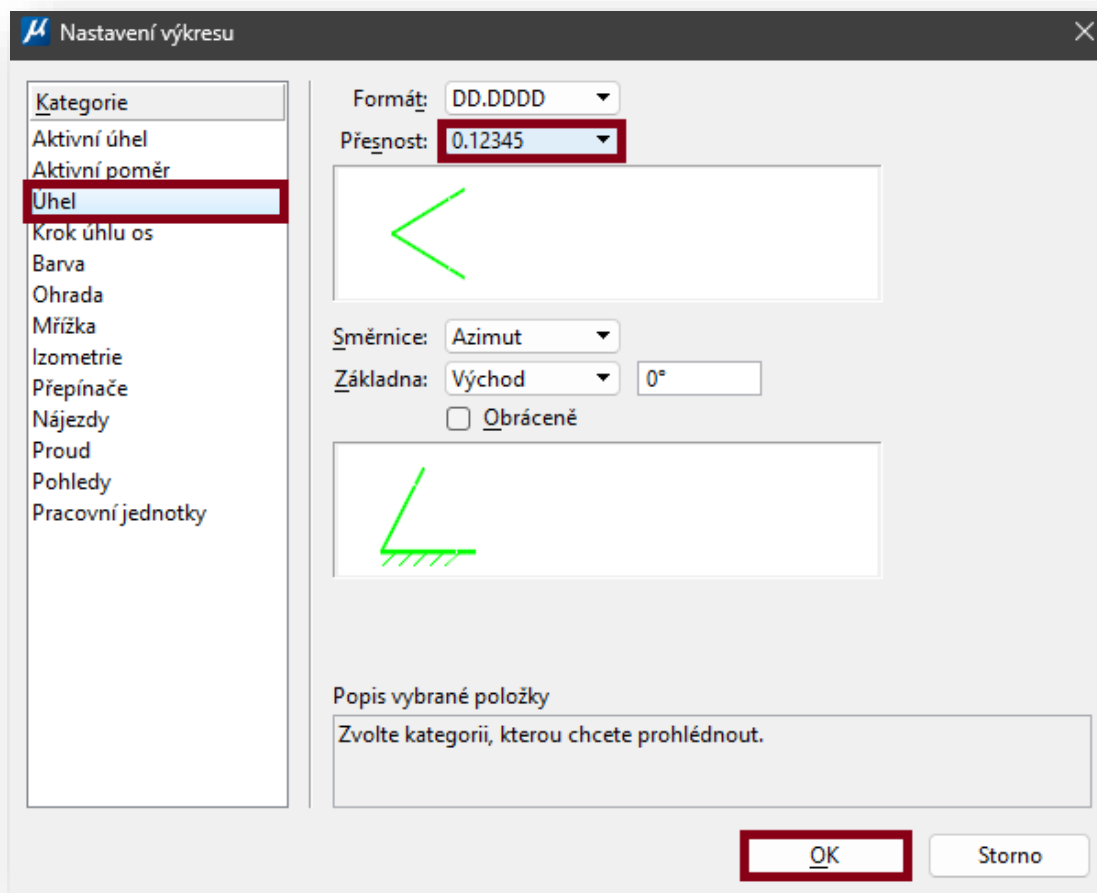 Nastavení výkresu
Kategorie
Aktivní úhel
Aktivní poměr
Úhel
Krok úhlu os
Barva
Ohrada
Mřížka
Izometrie
Přepínače
Nájezdy
Proud
Pohledy
Pracovní jednotky
Formát: DD.DDDD
Přesnost: 0.12345
Směrnice: Azimut
Základna: Východ 0°
Obráceně
Popis vybrané položky
Zvolte kategorii, kterou chcete prohlédnout.
OK Storno